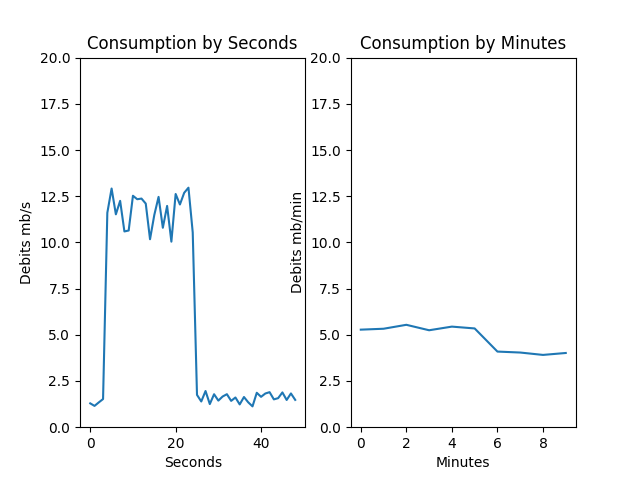 Consumption by Seconds
20.0
17.5
15.0
12.5
10.0
7.5
5.0
2.5
0.0
Debits mb/s
0 20 40
Seconds
Consumption by Minutes
20.0
17.5
15.0
12.5
10.0
7.5
5.0
2.5
0.0
Debits mb/min
0 2 4 6 8
Minutes